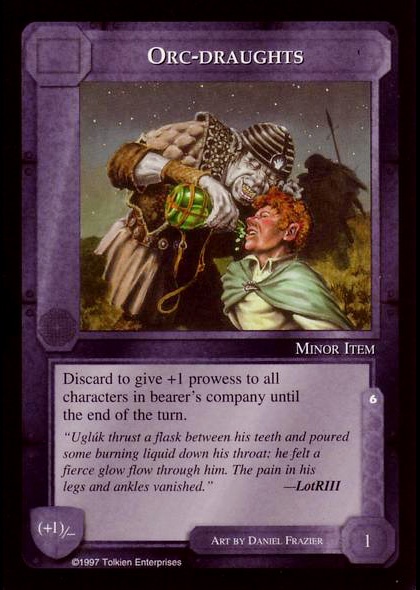 ORC-DRAUGHTS
MINOR ITEM
Discard to give +1 prowess to all
characters in bearer's company until
the end of the turn.
6
“Uglúk thrust a flask between his teeth and poured
some burning liquid down his throat: he felt a
fierce glow flow through him. The pain in his
legs and ankles vanished.” —LotRIII
(+1)/–
ART BY DANIEL FRAZIER
1
©1997 Tolkien Enterprises